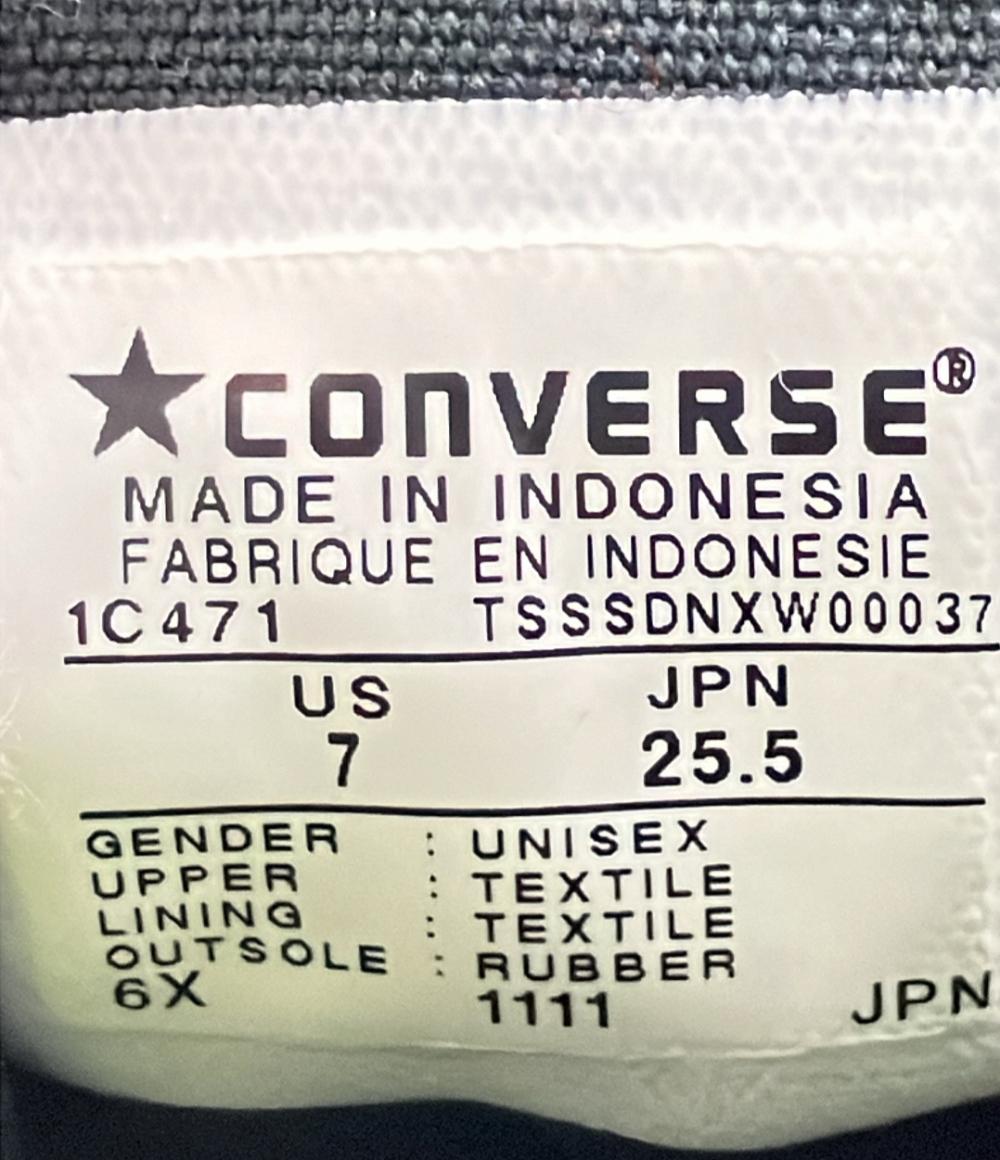 ★CONVERSE®
MADE IN INDONESIA
FABRIQUE EN INDONESIE
1C471 TSSSDNXW00037
US JPN
7 25.5
GENDER : UNISEX
UPPER : TEXTILE
LINING : TEXTILE
OUTSOLE : RUBBER
6X 1111 JPN